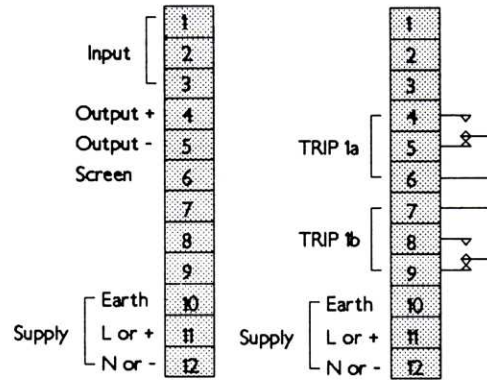 1
Input 2
3
Output + 4
Output - 5
Screen 6
7
8
9
Earth 10
Supply L or + 11
N or - 12
1
2
3
4
TRIP 1a 5
6
7
TRIP 1b 8
9
Earth 10
Supply L or + 11
N or - 12